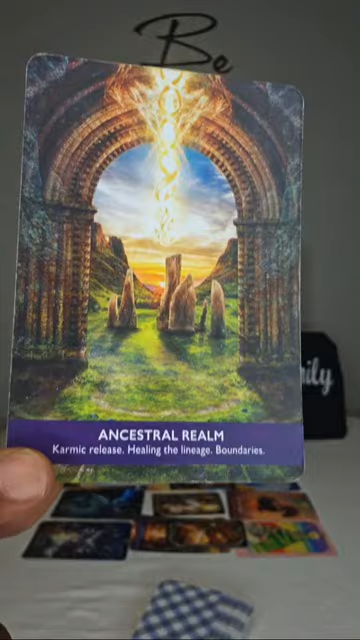 Be
ANCESTRAL REALM
Karmic release. Healing the lineage. Boundaries.